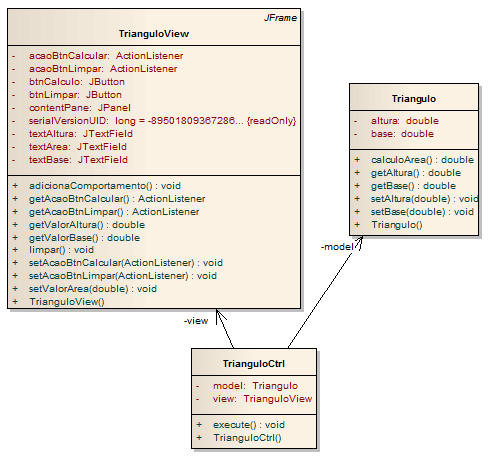 JFrame
TrianguloView
- acaoBtnCalcular: ActionListener
- acaoBtnLimpar: ActionListener
- btnCalculo: JButton
- btnLimpar: JButton
- contentPane: JPanel
- serialVersionUID: long = -89501809367286... {readOnly}
- textAltura: JTextField
- textArea: JTextField
- textBase: JTextField
+ adicionaComportamento() : void
+ getAcaoBtnCalcular() : ActionListener
+ getAcaoBtnLimpar() : ActionListener
+ getValorAltura() : double
+ getValorBase() : double
+ limpar() : void
+ setAcaoBtnCalcular(ActionListener) : void
+ setAcaoBtnLimpar(ActionListener) : void
+ setValorArea(double) : void
+ TrianguloView()
Triangulo
- altura: double
- base: double
+ calculoArea() : double
+ getAltura() : double
+ getBase() : double
+ setAltura(double) : void
+ setBase(double) : void
+ Triangulo()
-model
-view
TrianguloCtrl
- model: Triangulo
- view: TrianguloView
+ execute() : void
+ TrianguloCtrl()